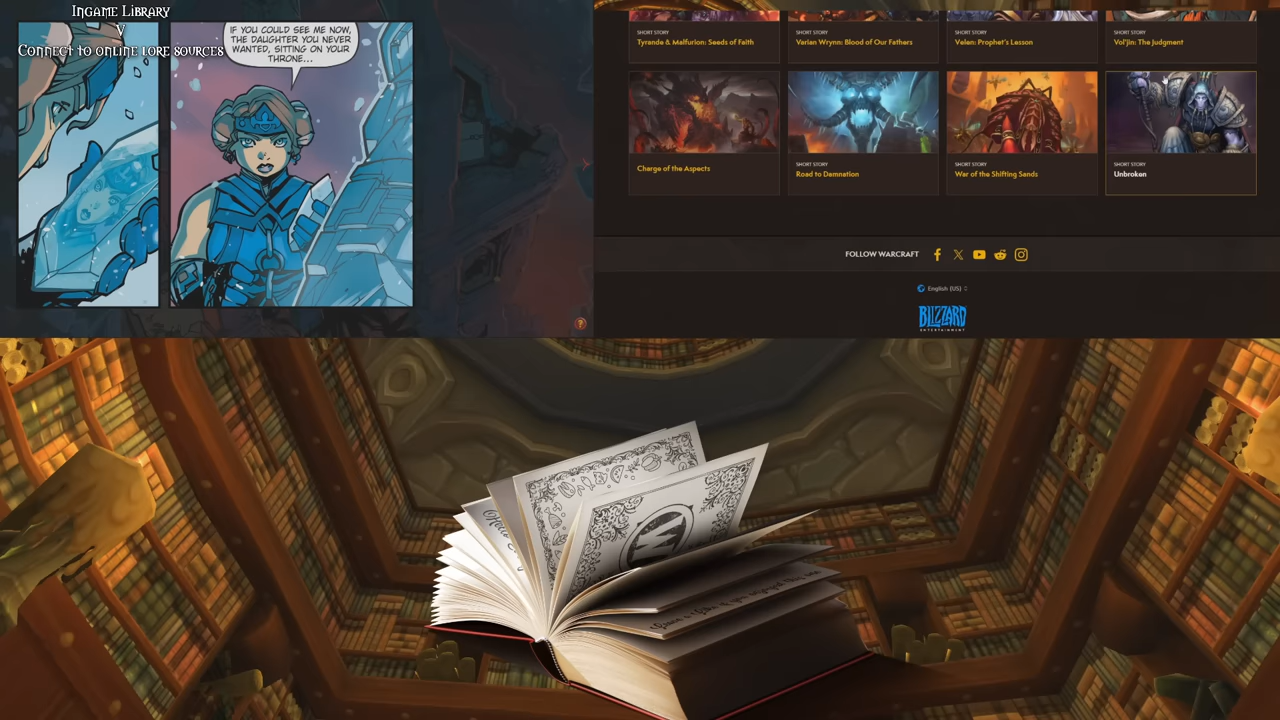 Ingame Library
V
Connect to online lore sources
IF YOU COULD SEE ME NOW,
THE DAUGHTER YOU NEVER
WANTED, SITTING ON YOUR
THRONE...
SHORT STORY
Tyrande & Malfurion: Seeds of Faith
SHORT STORY
Varian Wrynn: Blood of Our Fathers
SHORT STORY
Velen: Prophet's Lesson
SHORT STORY
Vol'jin: The Judgment
Charge of the Aspects
SHORT STORY
Road to Damnation
SHORT STORY
War of the Shifting Sands
SHORT STORY
Unbroken
FOLLOW WARCRAFT
English (US)
BLIZZARD
ENTERTAINMENT
W